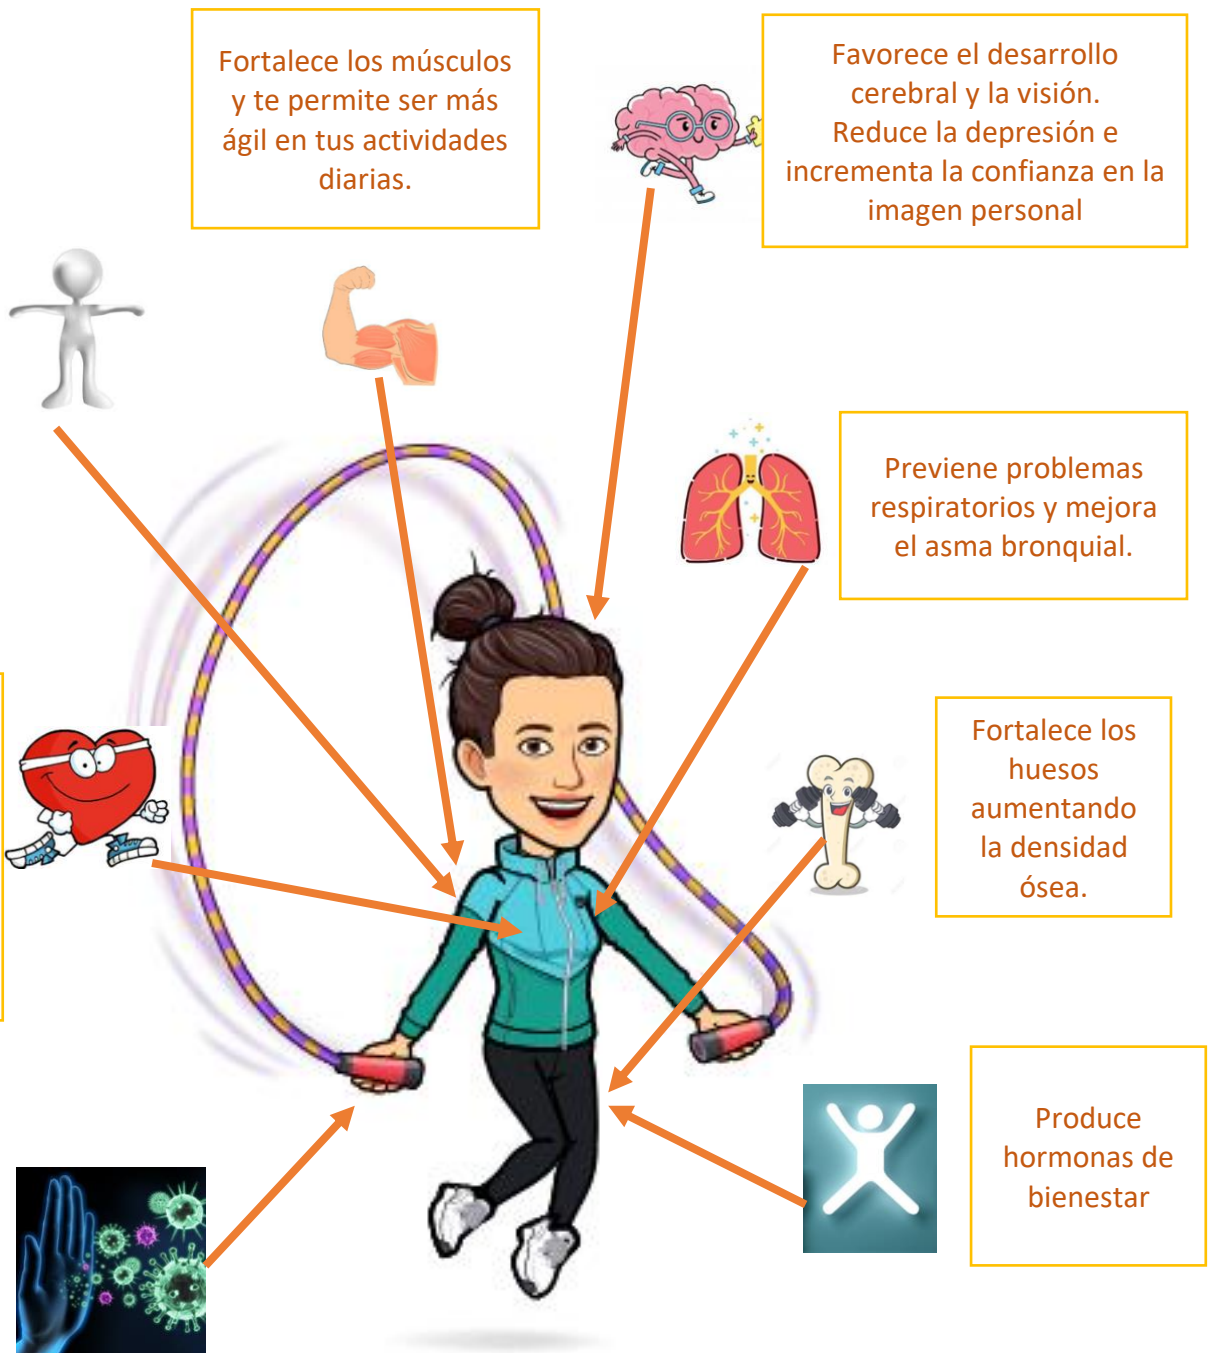 Fortalece los músculos
y te permite ser más
ágil en tus actividades
diarias.
Favorece el desarrollo
cerebral y la visión.
Reduce la depresión e
incrementa la confianza en la
imagen personal
Previene problemas
respiratorios y mejora
el asma bronquial.
Fortalece los
huesos
aumentando
la densidad
ósea.
Produce
hormonas de
bienestar